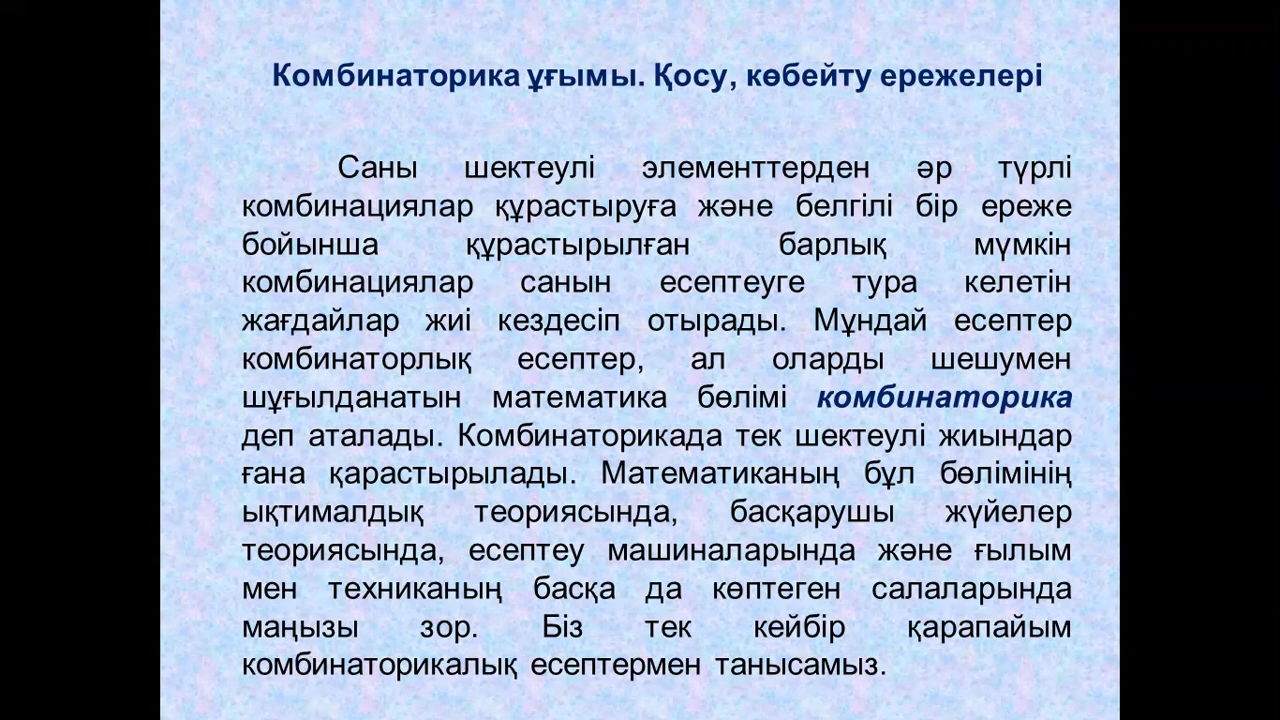 Комбинаторика ұғымы. Қосу, көбейту ережелері
Саны шектеулі элементтерден әр түрлі
комбинациялар құрастыруға және белгілі бір ереже
бойынша құрастырылған барлық мүмкін
комбинациялар санын есептеуге тура келетін
жағдайлар жиі кездесіп отырады. Мұндай есептер
комбинаторлық есептер, ал оларды шешумен
шұғылданатын математика бөлімі комбинаторика
деп аталады. Комбинаторикада тек шектеулі жиындар
ғана қарастырылады. Математиканың бұл бөлімінің
ықтималдық теориясында, басқарушы жүйелер
теориясында, есептеу машиналарында және ғылым
мен техниканың басқа да көптеген салаларында
маңызы зор. Біз тек кейбір қарапайым
комбинаторикалық есептермен танысамыз.